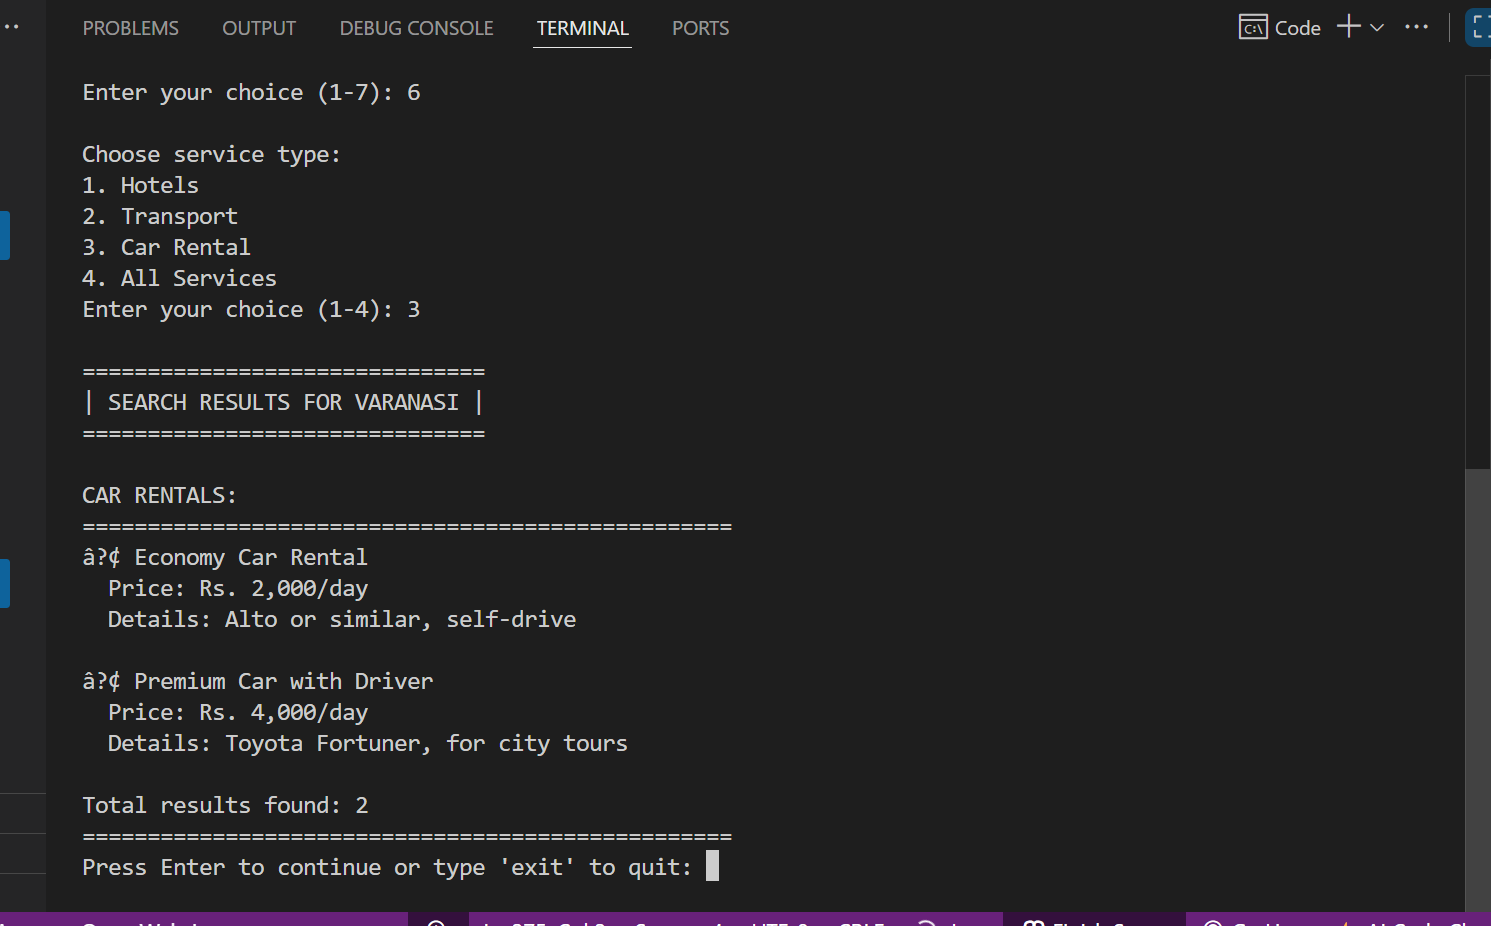 PROBLEMS OUTPUT DEBUG CONSOLE TERMINAL PORTS Code
Enter your choice (1-7): 6
Choose service type:
1. Hotels
2. Transport
3. Car Rental
4. All Services
Enter your choice (1-4): 3
===============================
| SEARCH RESULTS FOR VARANASI |
===============================
CAR RENTALS:
==================================================
â?¢ Economy Car Rental
Price: Rs. 2,000/day
Details: Alto or similar, self-drive
â?¢ Premium Car with Driver
Price: Rs. 4,000/day
Details: Toyota Fortuner, for city tours
Total results found: 2
==================================================
Press Enter to continue or type 'exit' to quit: